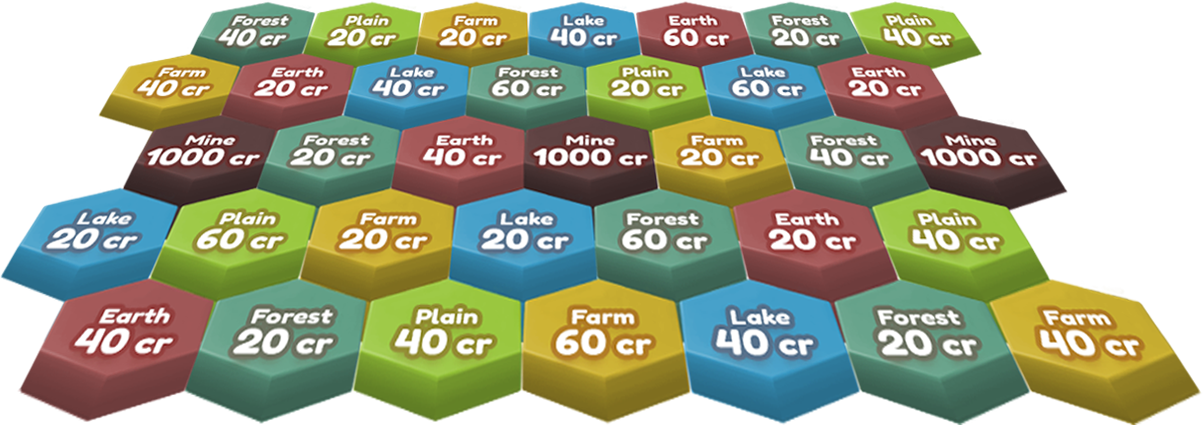 Forest Plain Farm Lake Earth Forest Plain
40 cr 20 cr 20 cr 40 cr 60 cr 20 cr 40 cr
Farm Earth Lake Forest Plain Lake Earth
40 cr 20 cr 40 cr 60 cr 20 cr 60 cr 20 cr
Mine Forest Earth Mine Farm Forest Mine
1000 cr 20 cr 40 cr 1000 cr 20 cr 40 cr 1000 cr
Lake Plain Farm Lake Forest Earth Plain
20 cr 60 cr 20 cr 20 cr 60 cr 20 cr 40 cr
Earth Forest Plain Farm Lake Forest Farm
40 cr 20 cr 40 cr 60 cr 40 cr 20 cr 40 cr